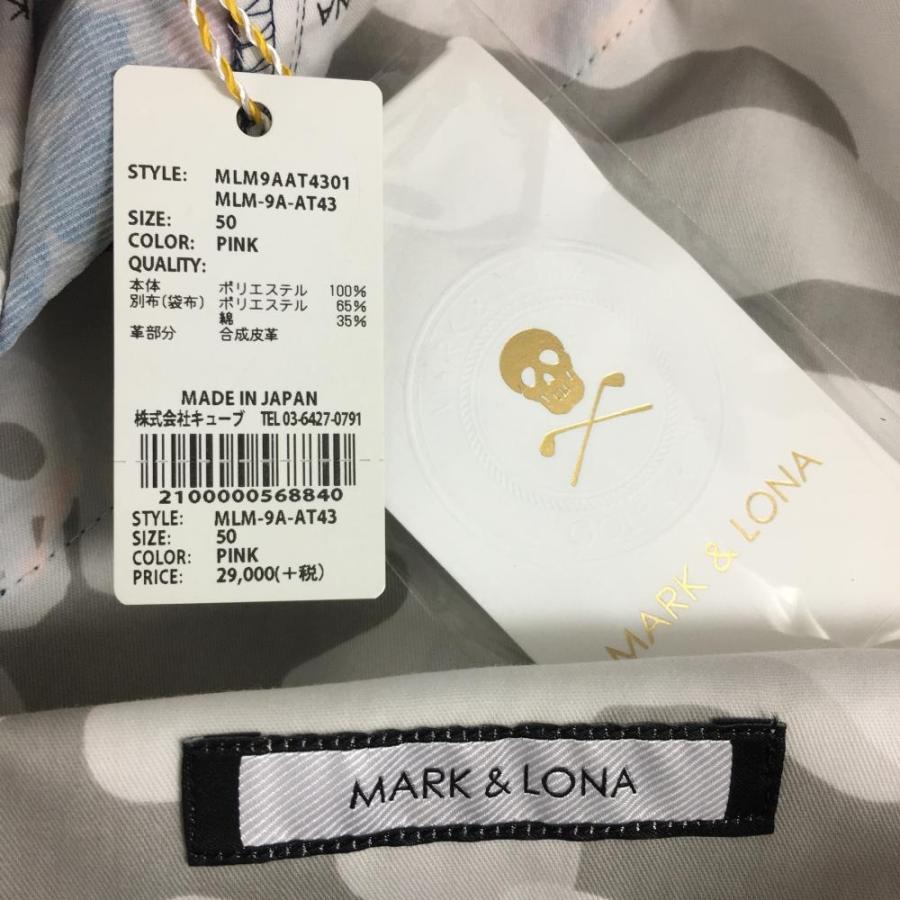 STYLE: MLM9AAT4301
MLM-9A-AT43
SIZE: 50
COLOR: PINK
QUALITY:
本体 ポリエステル 100%
別布(袋布) ポリエステル 65%
綿 35%
革部分 合成皮革
MADE IN JAPAN
株式会社キューブ TEL 03-6427-0791
2100000568840
STYLE: MLM-9A-AT43
SIZE: 50
COLOR: PINK
PRICE: 29,000(+税)
MARK & LONA
MARK & LONA